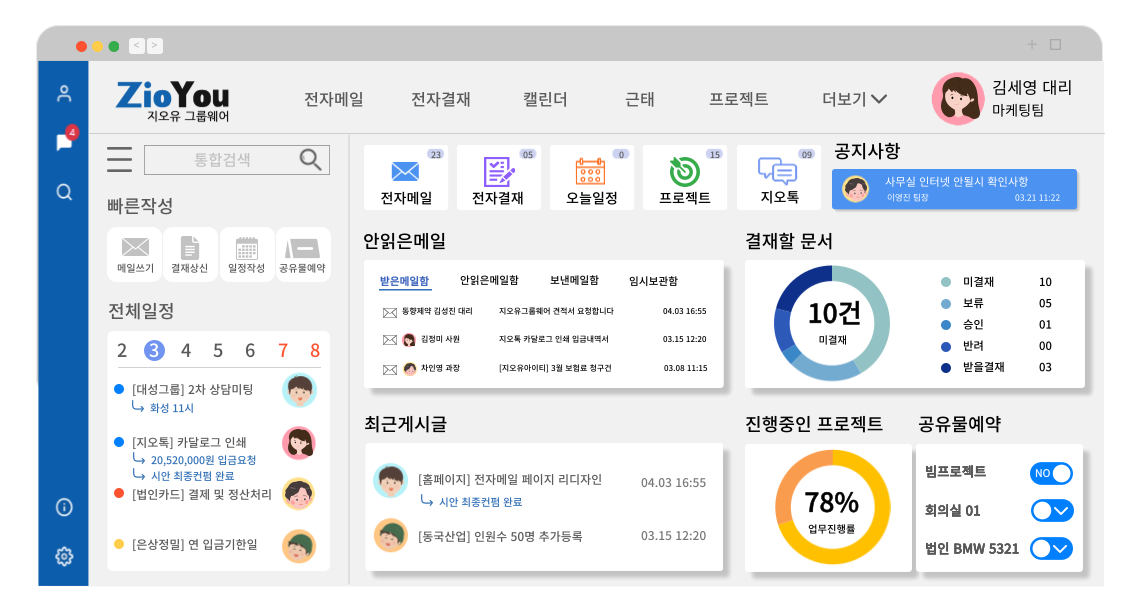 < >
ZioYou
지오유 그룹웨어
전자메일 전자결재 캘린더 근태 프로젝트 더보기
김세영 대리
마케팅팀
4
통합검색
빠른작성
메일쓰기 결재상신 일정작성 공유물예약
전체일정
2 3 4 5 6 7 8
[대성그룹] 2차 상담미팅
화성 11시
[지오톡] 카달로그 인쇄
20,520,000원 입금요청
시안 최종컨펌 완료
[법인카드] 결제 및 정산처리
[은상정밀] 연 입금기한일
23 05 0 15 09
전자메일 전자결재 오늘일정 프로젝트 지오톡
공지사항
사무실 인터넷 안될시 확인사항
이영진 팀장 03.21 11:22
안읽은메일
받은메일함 안읽은메일함 보낸메일함 임시보관함
동향제약 김성진 대리 지오유그룹웨어 견적서 요청합니다 04.03 16:55
김정미 사원 지오톡 카달로그 인쇄 입금내역서 03.15 12:20
차인영 과장 [지오유아이티] 3월 보험료 청구건 03.08 11:15
결재할 문서
10건
미결재
미결재 10
보류 05
승인 01
반려 00
받을결재 03
최근게시글
[홈페이지] 전자메일 페이지 리디자인 04.03 16:55
시안 최종컨펌 완료
[동국산업] 인원수 50명 추가등록 03.15 12:20
진행중인 프로젝트
78%
업무진행률
공유물예약
빔프로젝트 NO
회의실 01
법인 BMW 5321